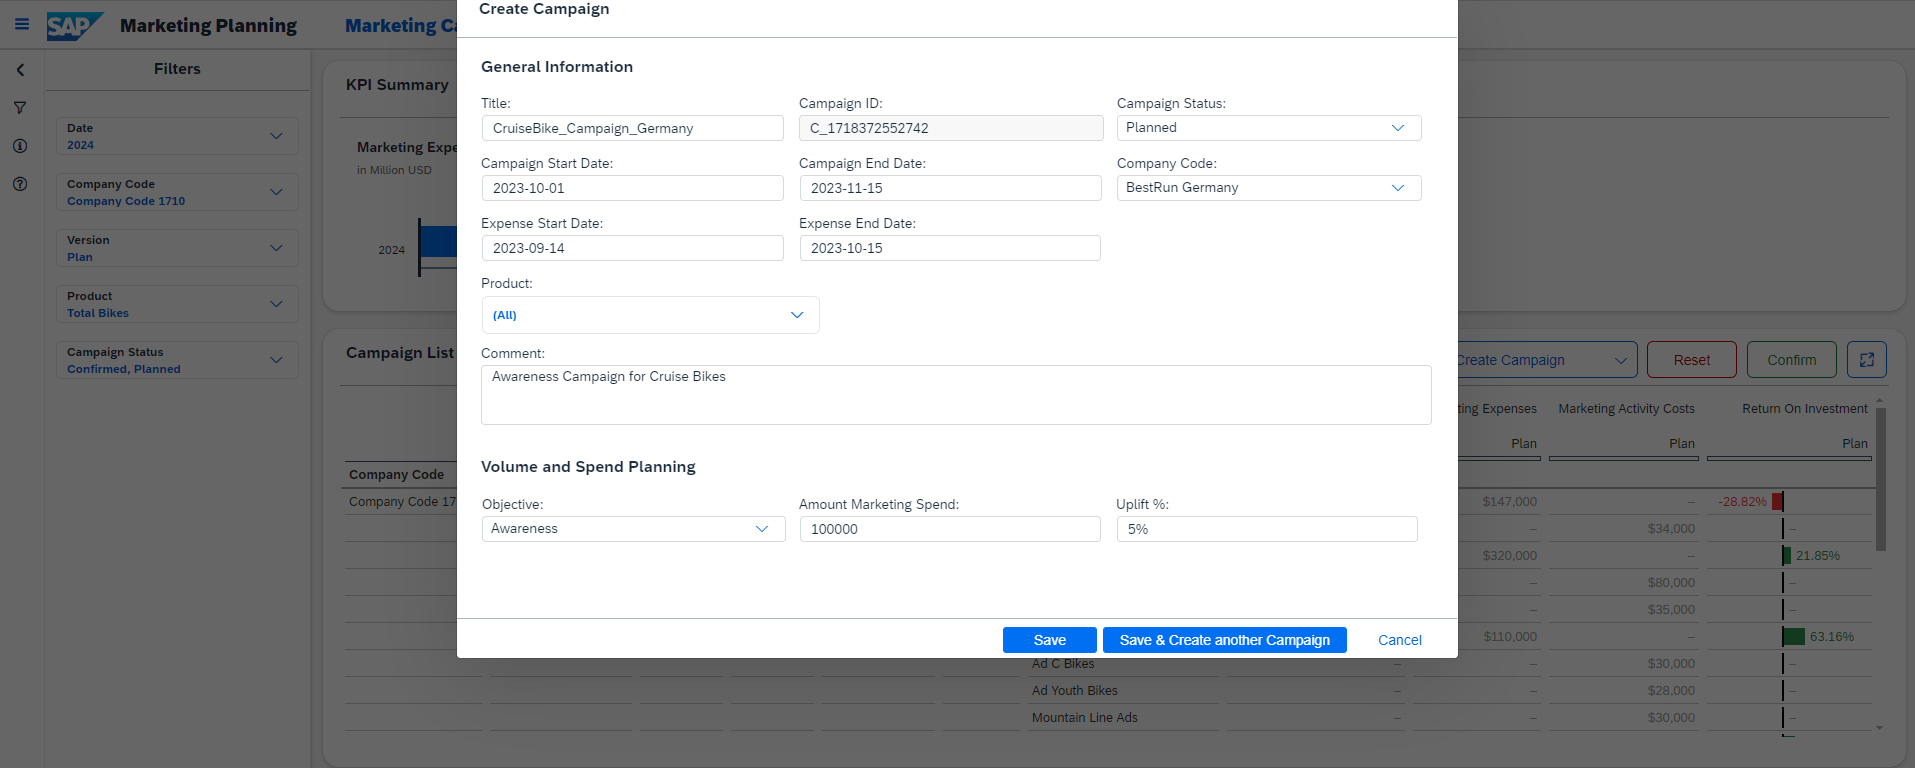 SAP
Marketing Planning
Marketing Ca
Create Campaign
Filters
Date
2024
Company Code
Company Code 1710
Version
Plan
Product
Total Bikes
Campaign Status
Confirmed, Planned
KPI Summary
Marketing Expe
in Million USD
2024
Campaign List
Company Code
Company Code 17
General Information
Title:
CruiseBike_Campaign_Germany
Campaign ID:
C_1718372552742
Campaign Status:
Planned
Campaign Start Date:
2023-10-01
Campaign End Date:
2023-11-15
Company Code:
BestRun Germany
Expense Start Date:
2023-09-14
Expense End Date:
2023-10-15
Product:
(All)
Comment:
Awareness Campaign for Cruise Bikes
Volume and Spend Planning
Objective:
Awareness
Amount Marketing Spend:
100000
Uplift %:
5%
Save
Save & Create another Campaign
Cancel
Create Campaign
Reset
Confirm
ting Expenses Marketing Activity Costs Return On Investment
Plan Plan Plan
$147,000 – -28.82%
– $34,000 –
$320,000 – 21.85%
– $80,000 –
– $35,000 –
$110,000 – 63.16%
Ad C Bikes – – $30,000 –
Ad Youth Bikes – – $28,000 –
Mountain Line Ads – – $30,000 –